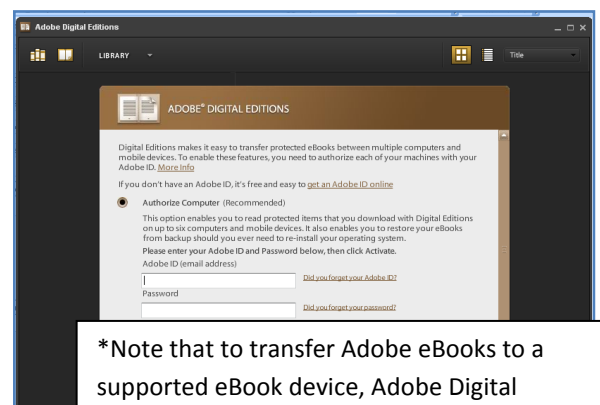 Adobe Digital Editions
LIBRARY
Title
ADOBE® DIGITAL EDITIONS
Digital Editions makes it easy to transfer protected eBooks between multiple computers and
mobile devices. To enable these features, you need to authorize each of your machines with your
Adobe ID. More Info
If you don't have an Adobe ID, it's free and easy to get an Adobe ID online
Authorize Computer (Recommended)
This option enables you to read protected items that you download with Digital Editions
on up to six computers and mobile devices. It also enables you to restore your eBooks
from backup should you ever need to re-install your operating system.
Please enter your Adobe ID and Password below, then click Activate.
Adobe ID (email address)
Did you forget your Adobe ID?
Password
Did you forget your password?
*Note that to transfer Adobe eBooks to a
supported eBook device, Adobe Digital